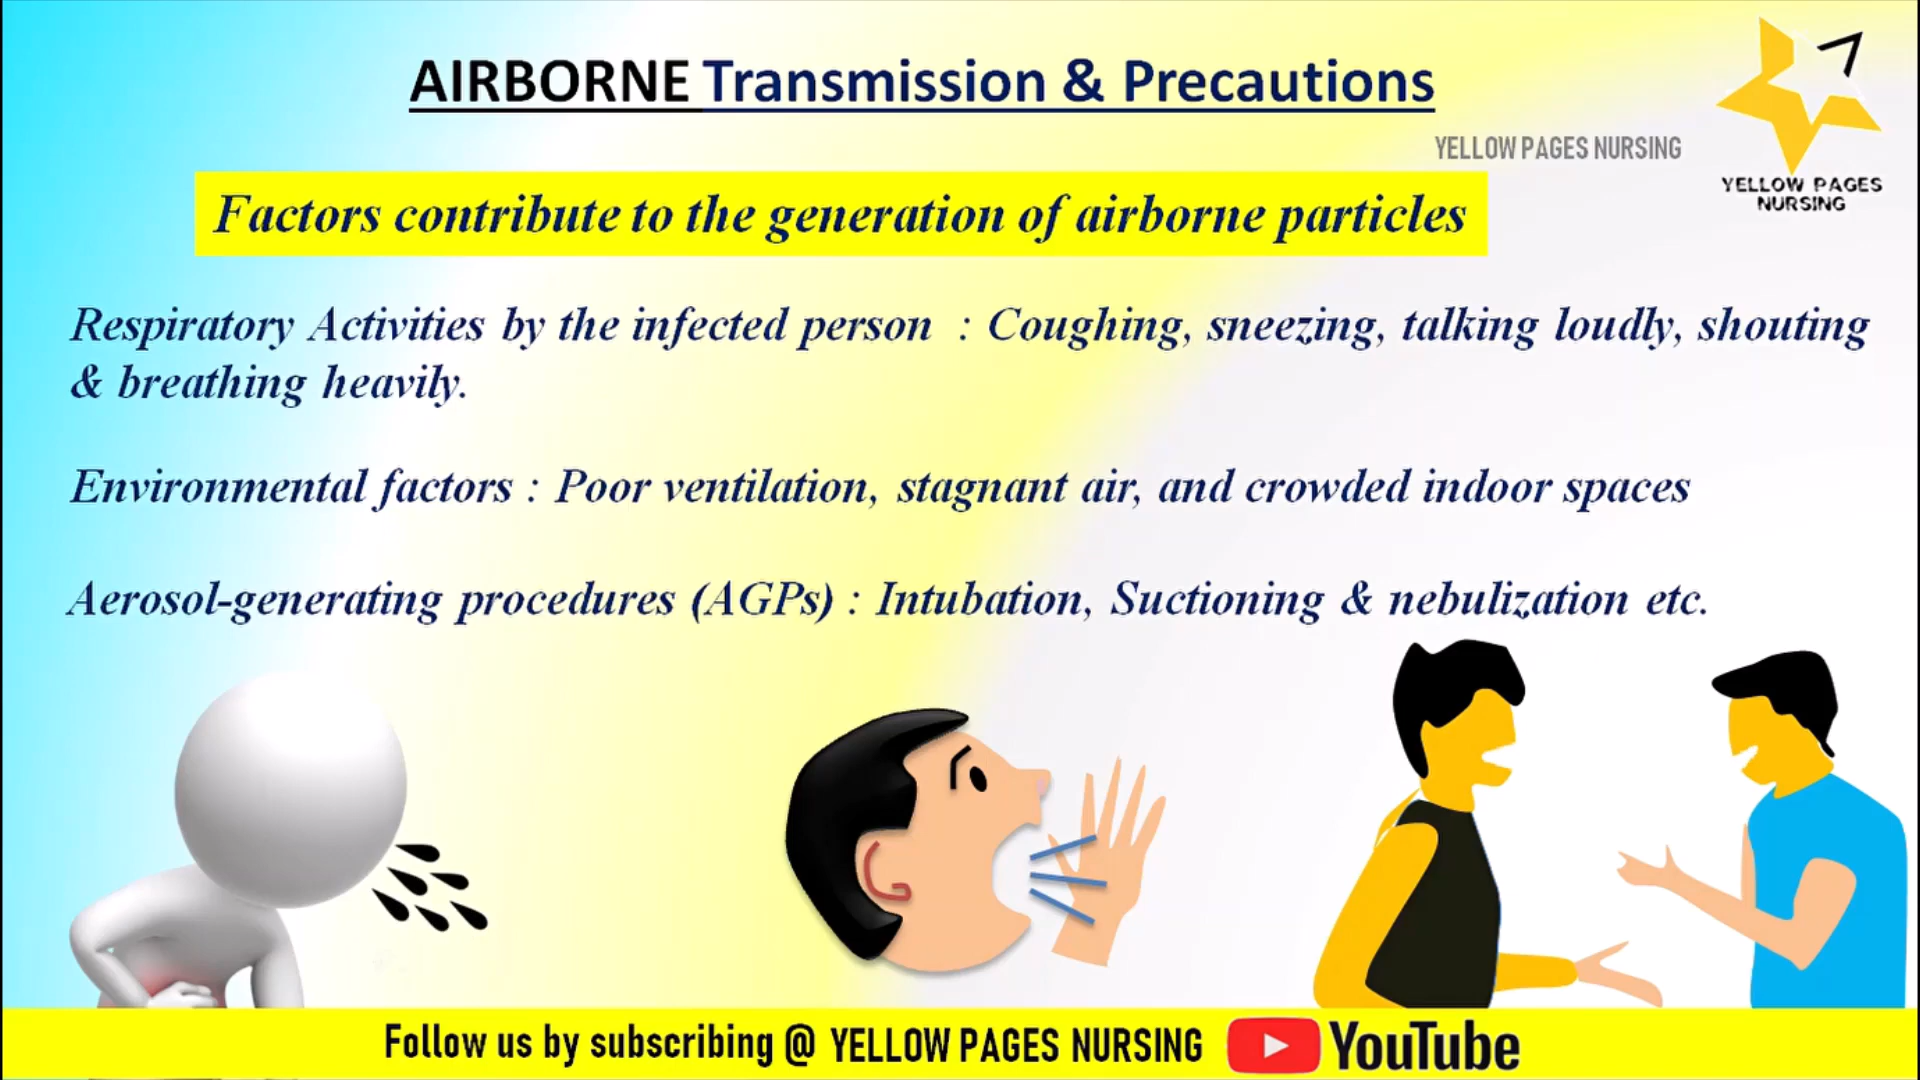 AIRBORNE Transmission & Precautions
YELLOW PAGES NURSING
YELLOW PAGES
NURSING
Factors contribute to the generation of airborne particles
Respiratory Activities by the infected person : Coughing, sneezing, talking loudly, shouting
& breathing heavily.
Environmental factors : Poor ventilation, stagnant air, and crowded indoor spaces
Aerosol-generating procedures (AGPs) : Intubation, Suctioning & nebulization etc.
Follow us by subscribing @ YELLOW PAGES NURSING YouTube